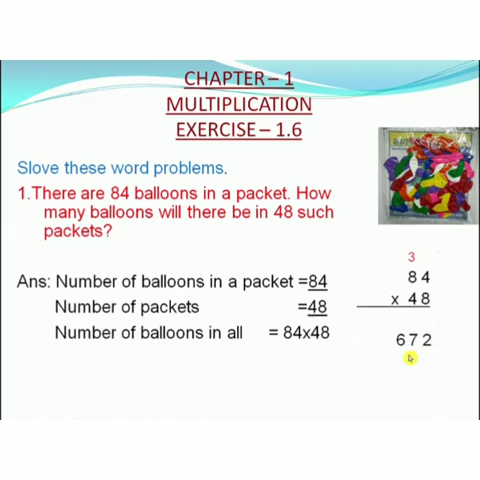 CHAPTER – 1
MULTIPLICATION
EXERCISE – 1.6
Slove these word problems.
1.There are 84 balloons in a packet. How
many balloons will there be in 48 such
packets?
3
84
x 48
672
Ans: Number of balloons in a packet =84
Number of packets =48
Number of balloons in all = 84x48